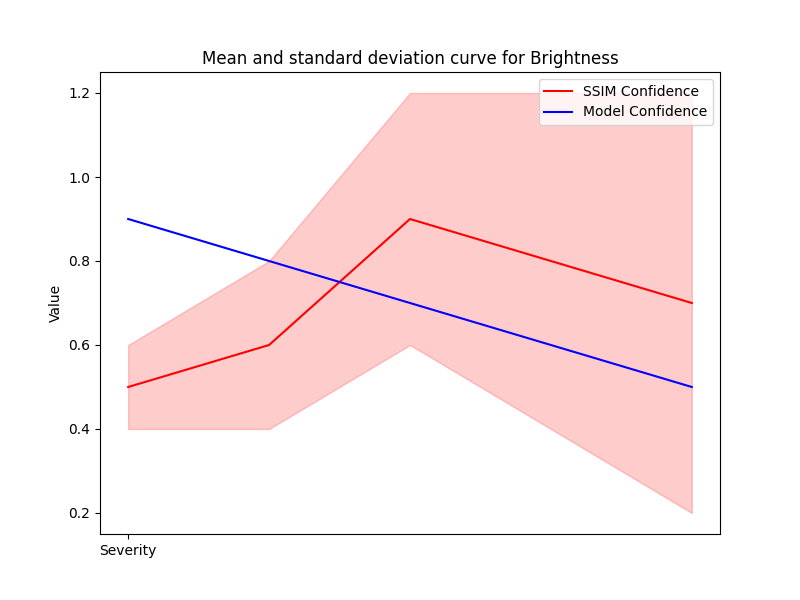 Mean and standard deviation curve for Brightness
SSIM Confidence
Model Confidence
1.2
1.0
0.8
0.6
0.4
0.2
Value
Severity